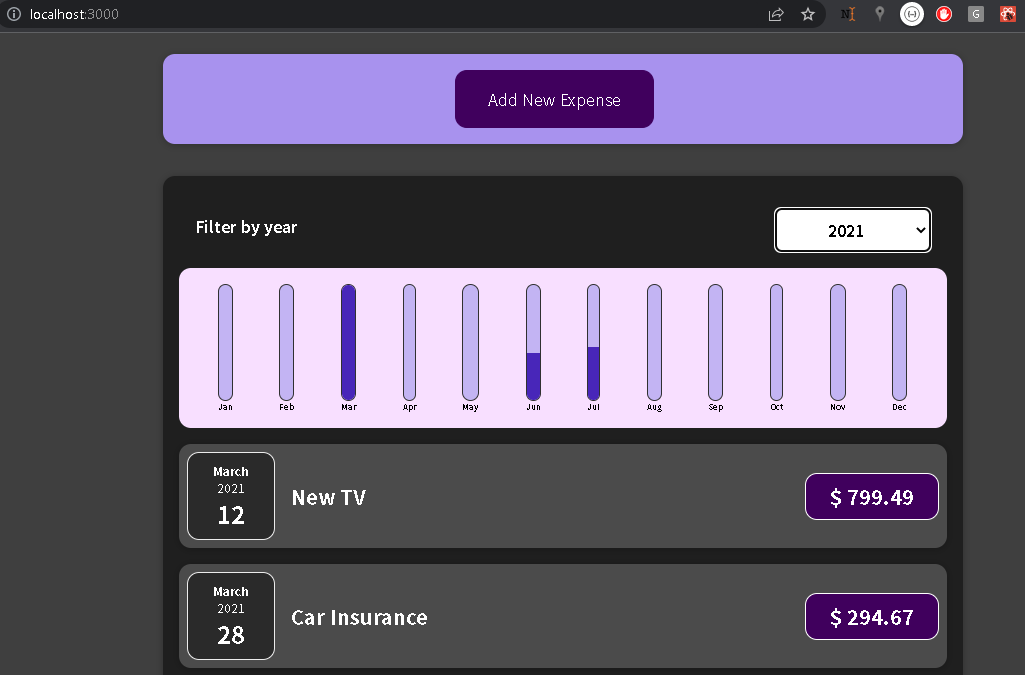 localhost:3000
Add New Expense
Filter by year
2021
Jan Feb Mar Apr May Jun Jul Aug Sep Oct Nov Dec
March
2021
12
New TV
$ 799.49
March
2021
28
Car Insurance
$ 294.67